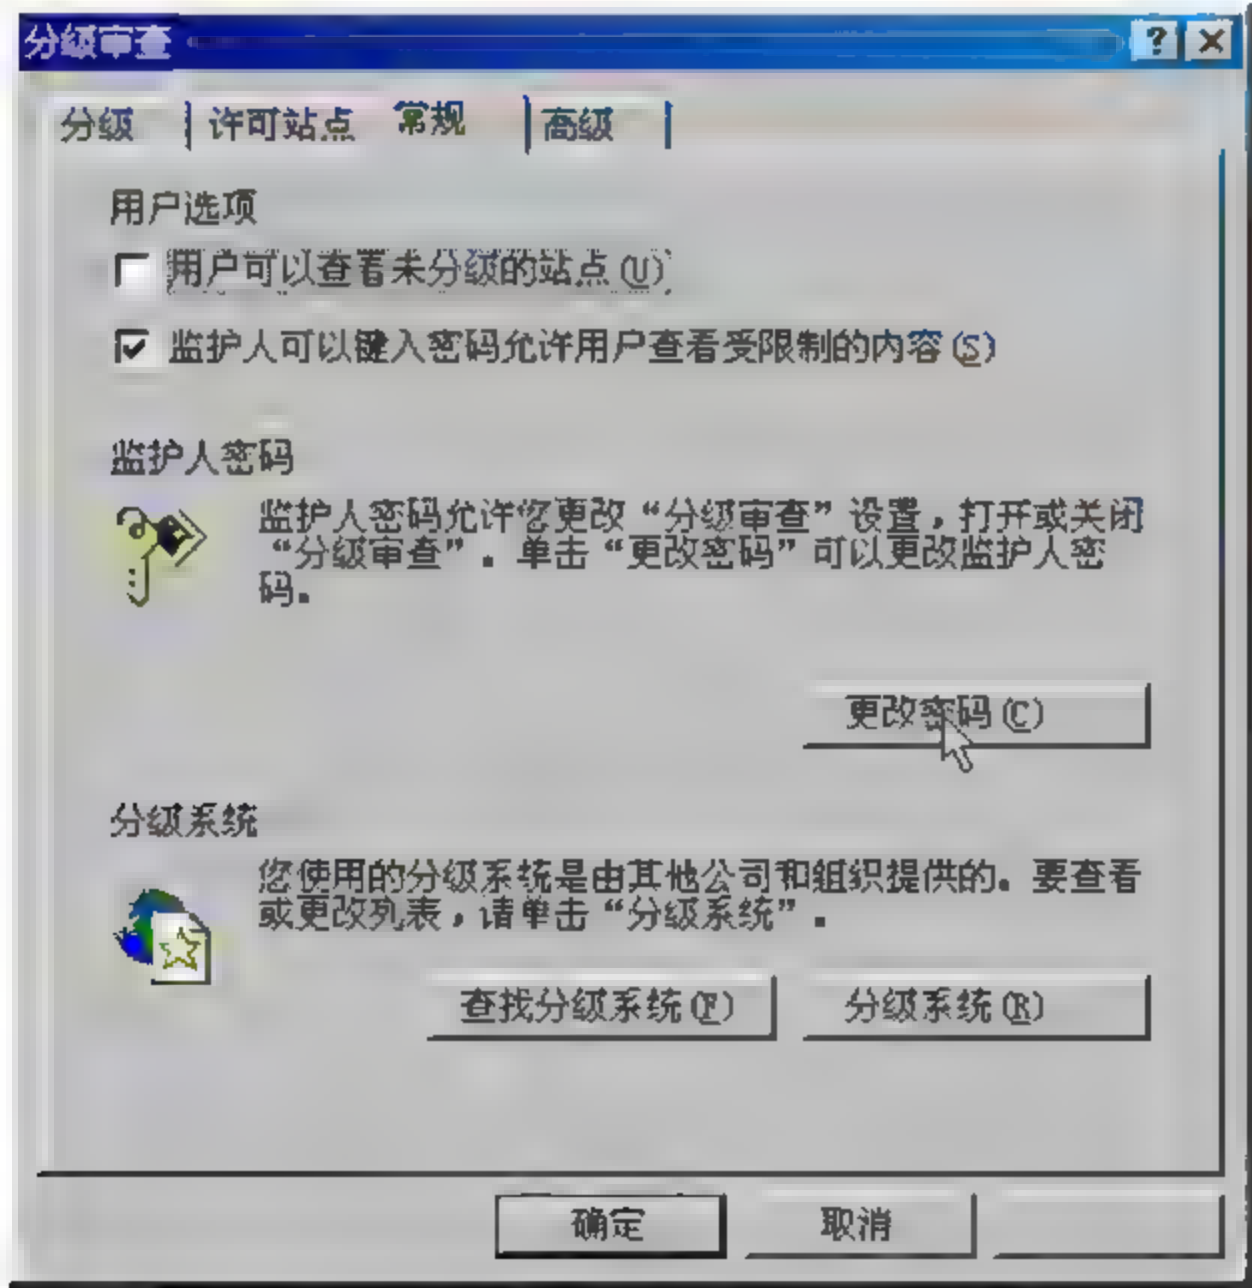 分级审查
分级 许可站点 常规 高级
用户选项
用户可以查看未分级的站点(U)
监护人可以键入密码允许用户查看受限制的内容(S)
监护人密码
监护人密码允许您更改“分级审查”设置，打开或关闭
“分级审查”。单击“更改密码”可以更改监护人密
码。
更改密码(C)
分级系统
您使用的分级系统是由其他公司和组织提供的。要查看
或更改列表，请单击“分级系统”。
查找分级系统(F) 分级系统(R)
确定 取消